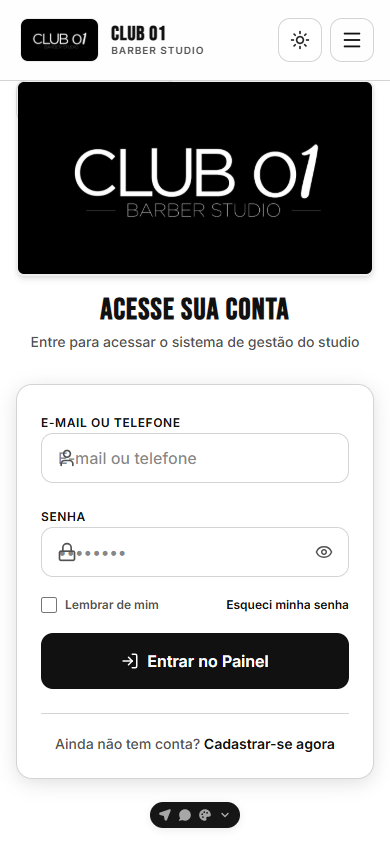 CLUB 01
CLUB 01
BARBER STUDIO
CLUB 01
BARBER STUDIO
ACESSE SUA CONTA
Entre para acessar o sistema de gestão do studio
E-MAIL OU TELEFONE
E-mail ou telefone
SENHA
••••••••
Lembrar de mim
Esqueci minha senha
Entrar no Painel
Ainda não tem conta? Cadastrar-se agora